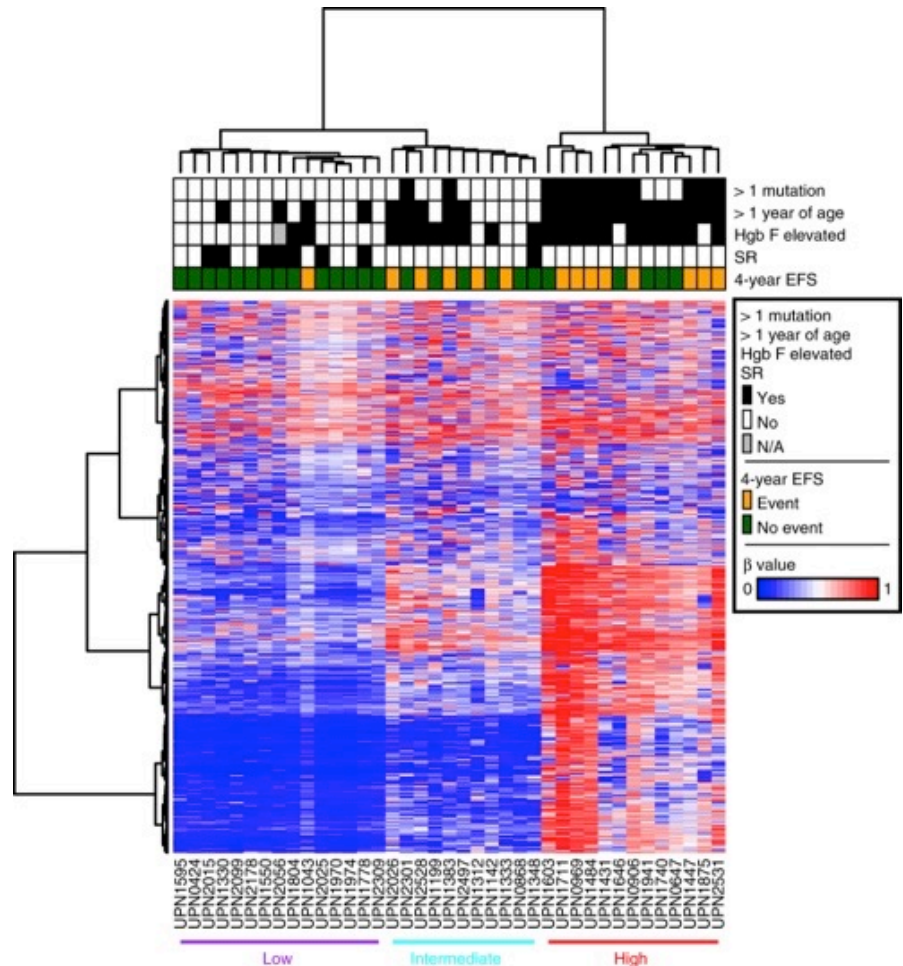 > 1 mutation
> 1 year of age
Hgb F elevated
SR
4-year EFS
> 1 mutation
> 1 year of age
Hgb F elevated
SR
Yes
No
N/A
4-year EFS
Event
No event
β value
0 1
UPN1595
UPN0424
UPN2015
UPN1330
UPN2099
UPN2178
UPN1550
UPN2056
UPN1804
UPN1043
UPN2025
UPN1970
UPN1974
UPN1778
UPN2309
UPN2026
UPN2301
UPN2528
UPN1199
UPN1383
UPN2497
UPN1312
UPN1142
UPN1333
UPN0868
UPN1348
UPN1603
UPN1711
UPN0969
UPN1484
UPN1431
UPN1646
UPN0906
UPN1941
UPN1740
UPN0647
UPN1447
UPN1875
UPN2531
Low Intermediate High